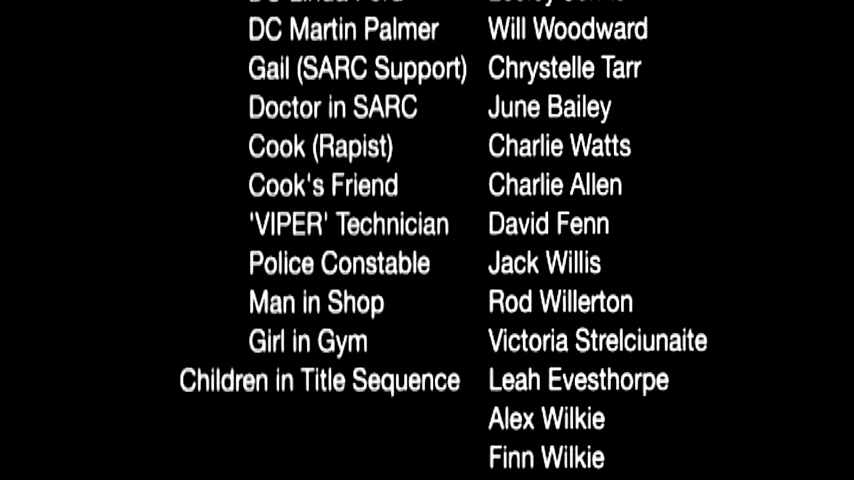 DC Martin Palmer Will Woodward
Gail (SARC Support) Chrystelle Tarr
Doctor in SARC June Bailey
Cook (Rapist) Charlie Watts
Cook's Friend Charlie Allen
'VIPER' Technician David Fenn
Police Constable Jack Willis
Man in Shop Rod Willerton
Girl in Gym Victoria Strelciunaite
Children in Title Sequence Leah Evesthorpe
Alex Wilkie
Finn Wilkie